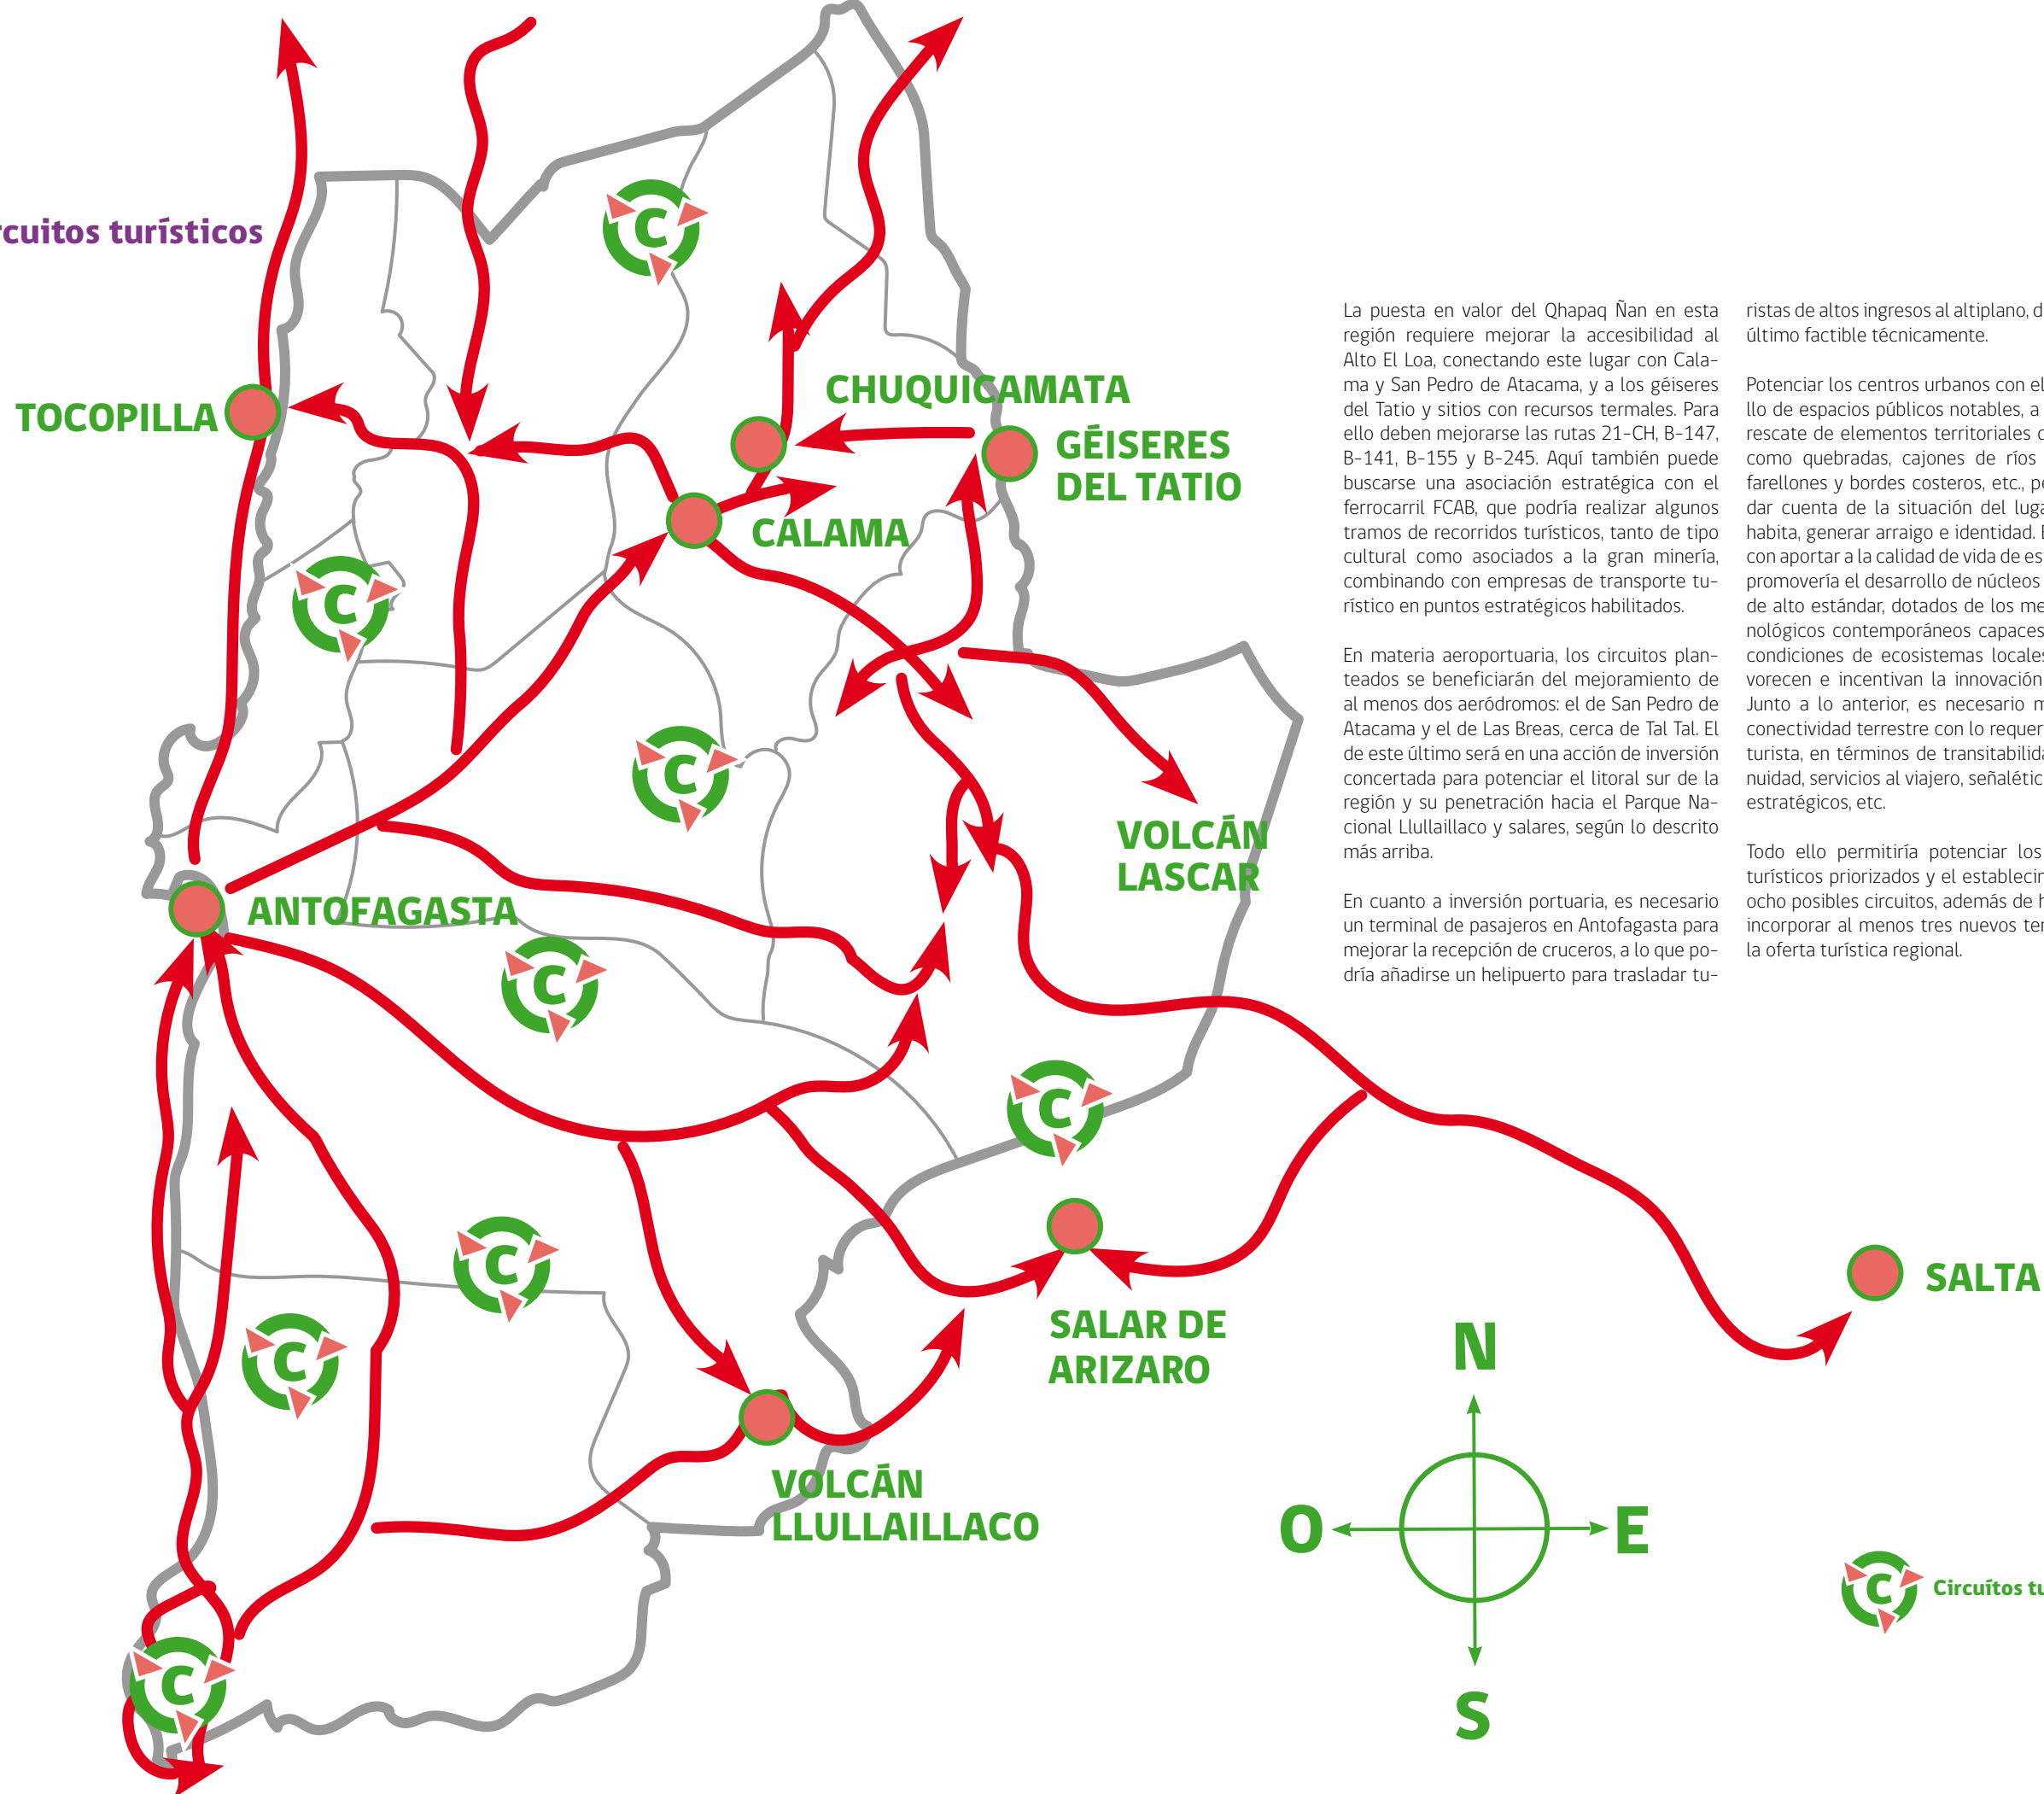 cuitos turísticos
TOCOPILLA
CHUQUICAMATA
GÉISERES
DEL TATIO
CALAMA
VOLCÁN
LASCAR
ANTOFAGASTA
SALAR DE
ARIZARO
SALTA
VOLCÁN
LLULLAILLACO
C
C
C
C
C
C
C
C
N
O
E
S
C
Circuítos tu
La puesta en valor del Qhapaq Ñan en esta
región requiere mejorar la accesibilidad al
Alto El Loa, conectando este lugar con Cala-
ma y San Pedro de Atacama, y a los géiseres
del Tatio y sitios con recursos termales. Para
ello deben mejorarse las rutas 21-CH, B-147,
B-141, B-155 y B-245. Aquí también puede
buscarse una asociación estratégica con el
ferrocarril FCAB, que podría realizar algunos
tramos de recorridos turísticos, tanto de tipo
cultural como asociados a la gran minería,
combinando con empresas de transporte tu-
rístico en puntos estratégicos habilitados.
En materia aeroportuaria, los circuitos plan-
teados se beneficiarán del mejoramiento de
al menos dos aeródromos: el de San Pedro de
Atacama y el de Las Breas, cerca de Tal Tal. El
de este último será en una acción de inversión
concertada para potenciar el litoral sur de la
región y su penetración hacia el Parque Na-
cional Llullaillaco y salares, según lo descrito
más arriba.
En cuanto a inversión portuaria, es necesario
un terminal de pasajeros en Antofagasta para
mejorar la recepción de cruceros, a lo que po-
dría añadirse un helipuerto para trasladar tu-
ristas de altos ingresos al altiplano, d
último factible técnicamente.
Potenciar los centros urbanos con el
llo de espacios públicos notables, a
rescate de elementos territoriales
como quebradas, cajones de ríos
farellones y bordes costeros, etc., pe
dar cuenta de la situación del luga
habita, generar arraigo e identidad.
con aportar a la calidad de vida de es
promovería el desarrollo de núcleos
de alto estándar, dotados de los me
nológicos contemporáneos capaces
condiciones de ecosistemas locales
vorecen e incentivan la innovación
Junto a lo anterior, es necesario m
conectividad terrestre con lo requer
turista, en términos de transitabilida
nuidad, servicios al viajero, señalétic
estratégicos, etc.
Todo ello permitiría potenciar los
turísticos priorizados y el establecin
ocho posibles circuitos, además de h
incorporar al menos tres nuevos ter
la oferta turística regional.